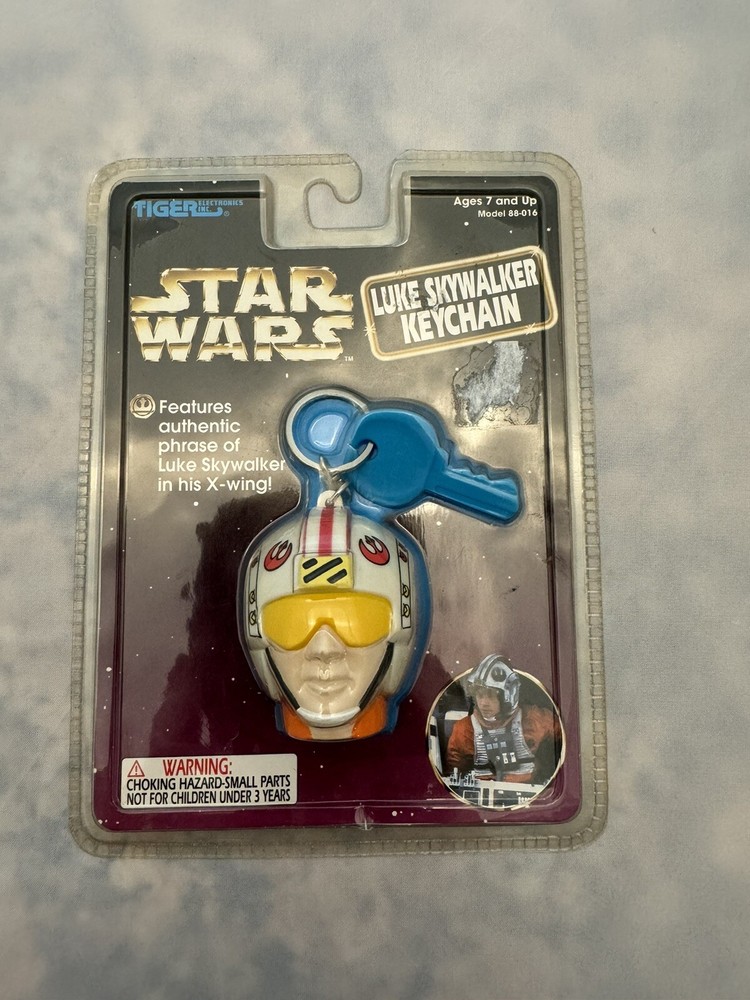 TIGER ELECTRONICS INC.®
Ages 7 and Up
Model 88-016
STAR WARS™
LUKE SKYWALKER
KEYCHAIN
Features
authentic
phrase of
Luke Skywalker
in his X-wing!
WARNING:
CHOKING HAZARD-SMALL PARTS
NOT FOR CHILDREN UNDER 3 YEARS